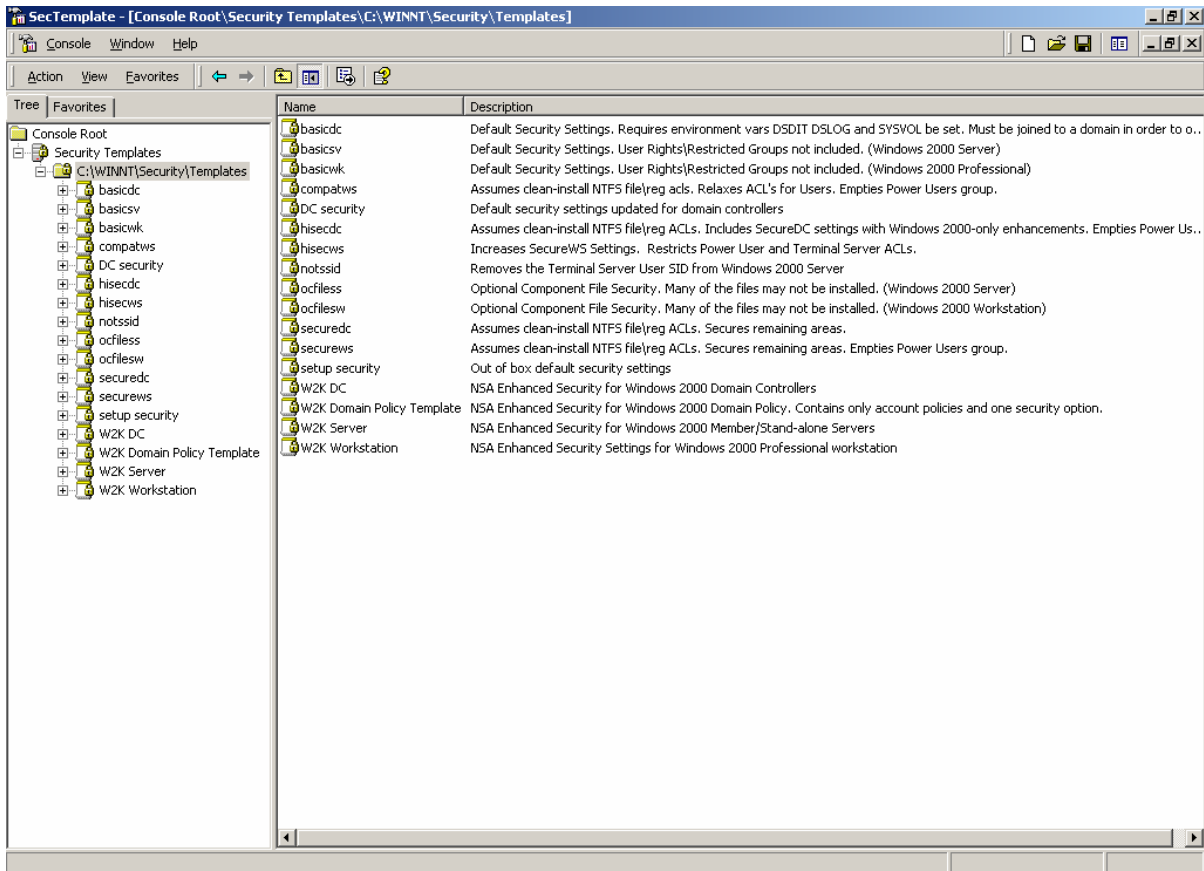 SecTemplate - [Console Root\Security Templates\C:\WINNT\Security\Templates]
Console Window Help
Action View Favorites
Tree Favorites
Name Description
Console Root
Security Templates
C:\WINNT\Security\Templates
basicdc
basicsv
basicwk
compatws
DC security
hisecdc
hisecws
notssid
ocfiless
ocfilesw
securedc
securews
setup security
W2K DC
W2K Domain Policy Template
W2K Server
W2K Workstation
basicdc Default Security Settings. Requires environment vars DSDIT DSLOG and SYSVOL be set. Must be joined to a domain in order to o..
basicsv Default Security Settings. User Rights\Restricted Groups not included. (Windows 2000 Server)
basicwk Default Security Settings. User Rights\Restricted Groups not included. (Windows 2000 Professional)
compatws Assumes clean-install NTFS file\reg acls. Relaxes ACL's for Users. Empties Power Users group.
DC security Default security settings updated for domain controllers
hisecdc Assumes clean-install NTFS file\reg ACLs. Includes SecureDC settings with Windows 2000-only enhancements. Empties Power Us..
hisecws Increases SecureWS Settings. Restricts Power User and Terminal Server ACLs.
notssid Removes the Terminal Server User SID from Windows 2000 Server
ocfiless Optional Component File Security. Many of the files may not be installed. (Windows 2000 Server)
ocfilesw Optional Component File Security. Many of the files may not be installed. (Windows 2000 Workstation)
securedc Assumes clean-install NTFS file\reg ACLs. Secures remaining areas.
securews Assumes clean-install NTFS file\reg ACLs. Secures remaining areas. Empties Power Users group.
setup security Out of box default security settings
W2K DC NSA Enhanced Security for Windows 2000 Domain Controllers
W2K Domain Policy Template NSA Enhanced Security for Windows 2000 Domain Policy. Contains only account policies and one security option.
W2K Server NSA Enhanced Security for Windows 2000 Member/Stand-alone Servers
W2K Workstation NSA Enhanced Security Settings for Windows 2000 Professional workstation